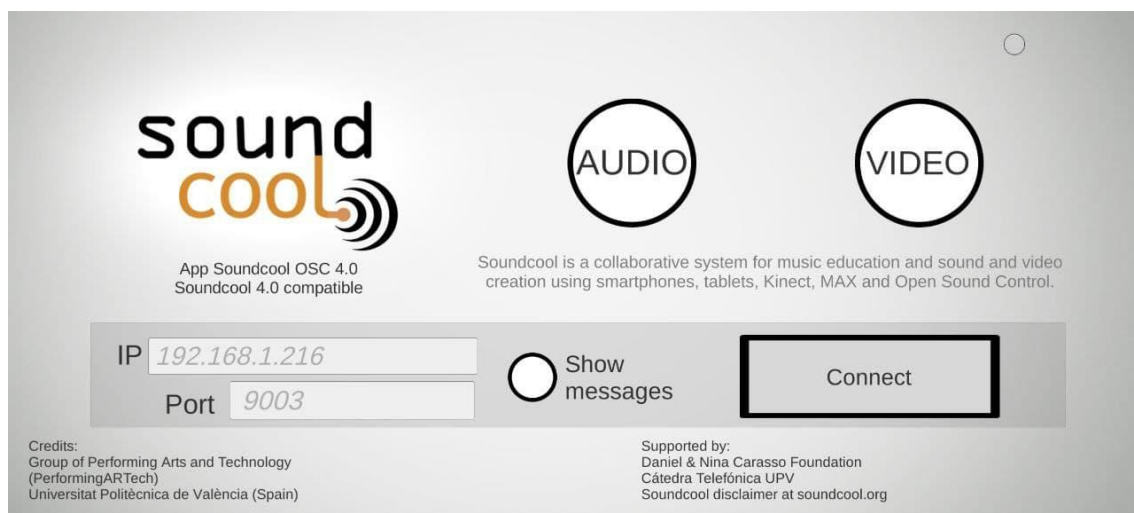 sound
cool
App Soundcool OSC 4.0
Soundcool 4.0 compatible
AUDIO
VIDEO
Soundcool is a collaborative system for music education and sound and video
creation using smartphones, tablets, Kinect, MAX and Open Sound Control.
IP 192.168.1.216
Port 9003
Show
messages
Connect
Credits:
Group of Performing Arts and Technology
(PerformingARTech)
Universitat Politècnica de València (Spain)
Supported by:
Daniel & Nina Carasso Foundation
Cátedra Telefónica UPV
Soundcool disclaimer at soundcool.org